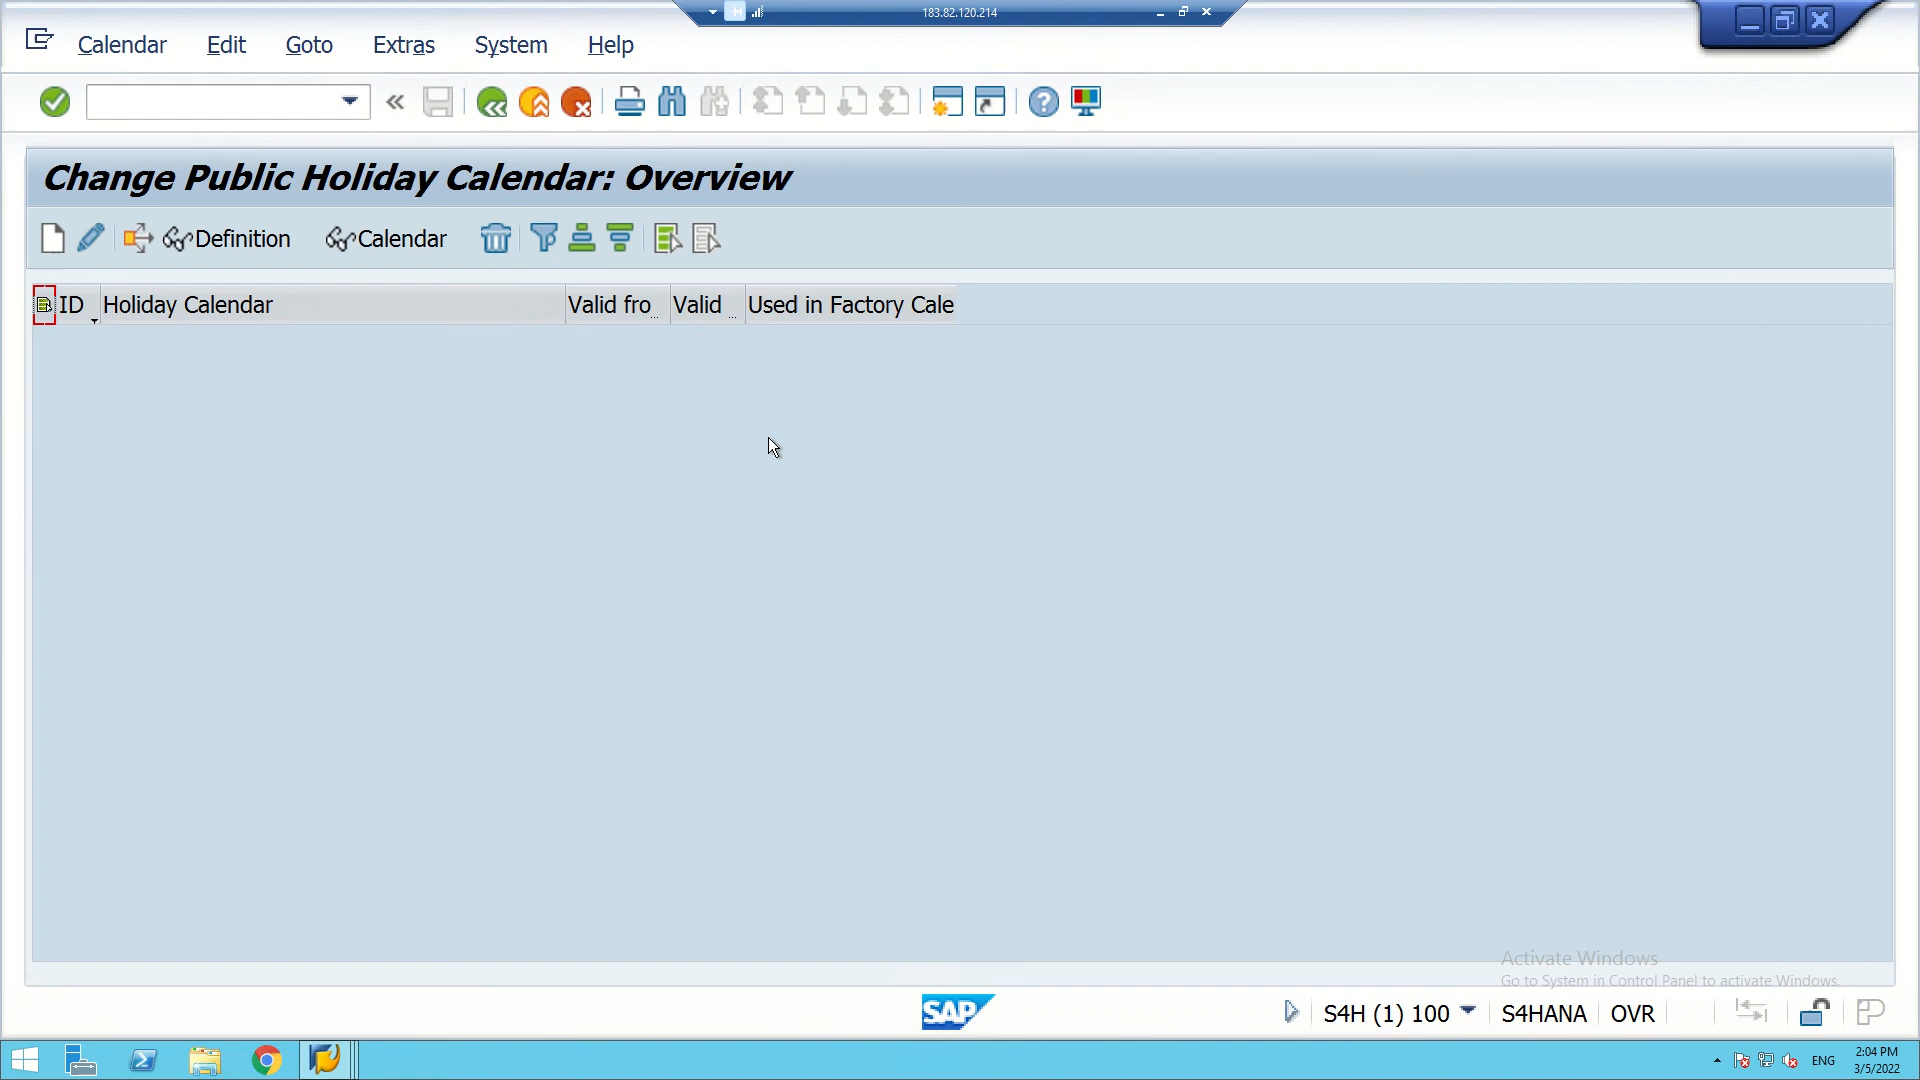 183.82.120.214
Calendar Edit Goto Extras System Help
Change Public Holiday Calendar: Overview
Definition Calendar
ID Holiday Calendar Valid fro... Valid ... Used in Factory Cale
Activate Windows
Go to System in Control Panel to activate Windows.
SAP S4H (1) 100 S4HANA OVR
ENG 2:04 PM
3/5/2022